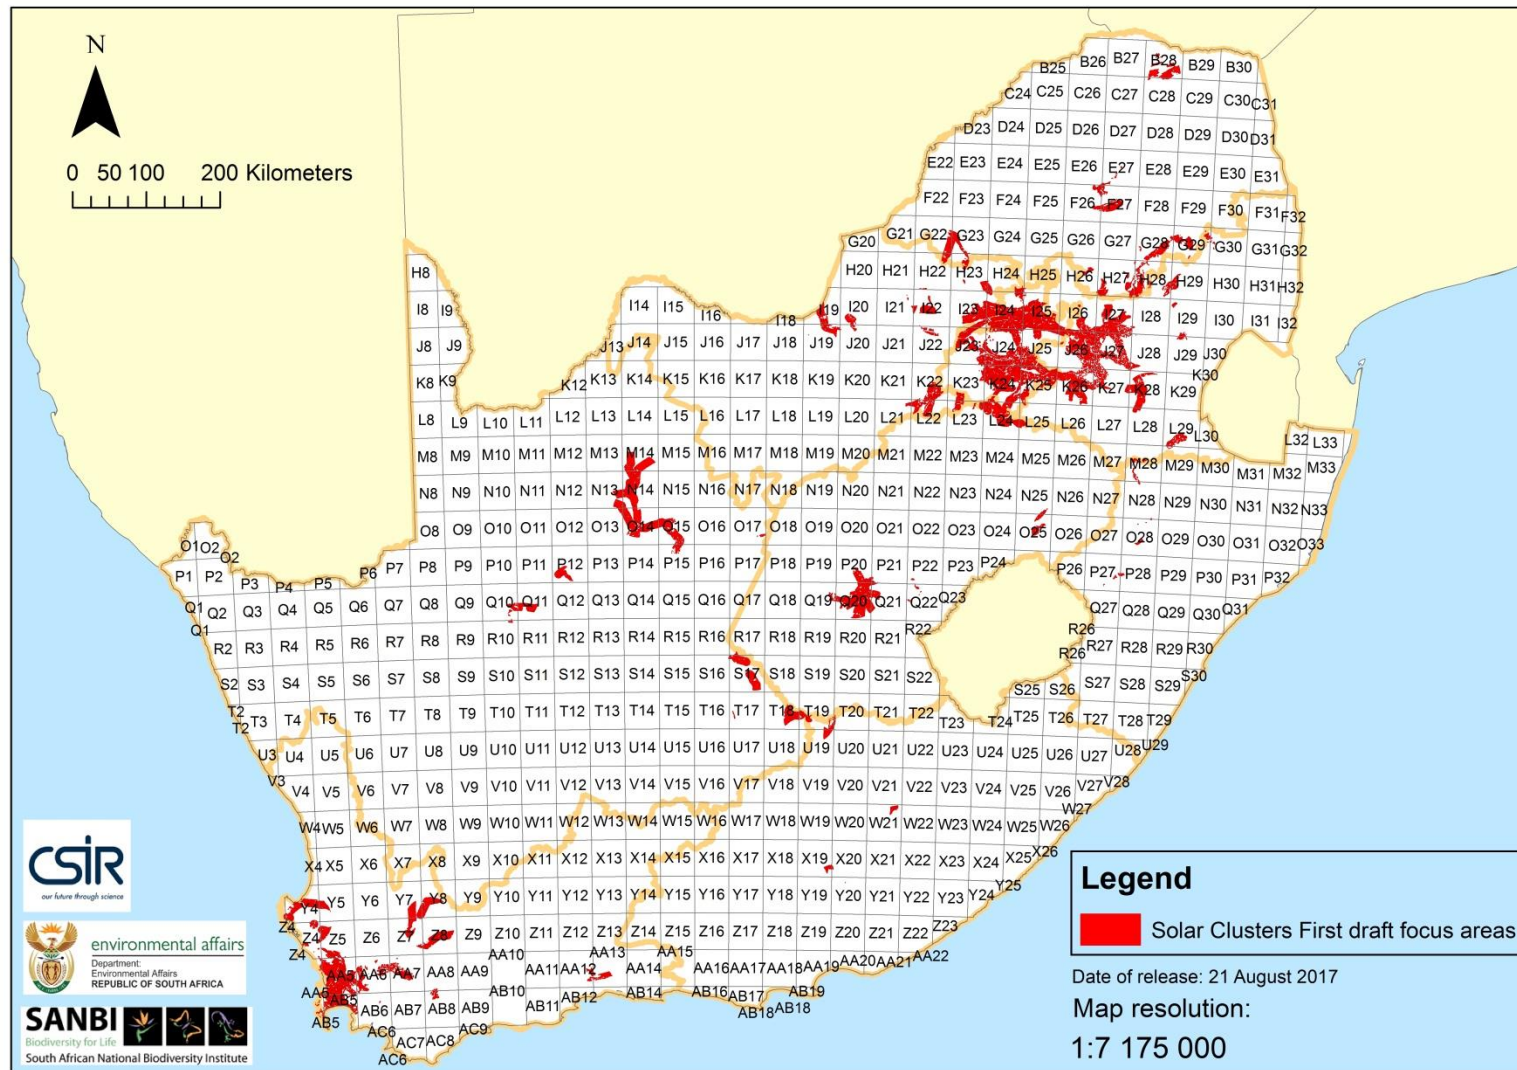 N
0 50 100 200 Kilometers
B25 B26 B27 B28 B29 B30
C24 C25 C26 C27 C28 C29 C30 C31
D23 D24 D25 D26 D27 D28 D29 D30 D31
E22 E23 E24 E25 E26 E27 E28 E29 E30 E31
F22 F23 F24 F25 F26 F27 F28 F29 F30 F31 F32
G20 G21 G22 G23 G24 G25 G26 G27 G28 G29 G30 G31 G32
H8 H20 H21 H22 H23 H24 H25 H26 H27 H28 H29 H30 H31 H32
I8 I9 I14 I15 I16 I18 I19 I20 I21 I22 I23 I24 I25 I26 I27 I28 I29 I30 I31 I32
J8 J9 J13 J14 J15 J16 J17 J18 J19 J20 J21 J22 J23 J24 J25 J26 J27 J28 J29 J30
K8 K9 K12 K13 K14 K15 K16 K17 K18 K19 K20 K21 K22 K23 K24 K25 K26 K27 K28 K29 K30
L8 L9 L10 L11 L12 L13 L14 L15 L16 L17 L18 L19 L20 L21 L22 L23 L24 L25 L26 L27 L28 L29 L30 L32 L33
M8 M9 M10 M11 M12 M13 M14 M15 M16 M17 M18 M19 M20 M21 M22 M23 M24 M25 M26 M27 M28 M29 M30 M31 M32 M33
N8 N9 N10 N11 N12 N13 N14 N15 N16 N17 N18 N19 N20 N21 N22 N23 N24 N25 N26 N27 N28 N29 N30 N31 N32 N33
O1 O2 O2 O8 O9 O10 O11 O12 O13 O14 O15 O16 O17 O18 O19 O20 O21 O22 O23 O24 O25 O26 O27 O28 O29 O30 O31 O32 O33
P1 P2 P3 P4 P5 P6 P7 P8 P9 P10 P11 P12 P13 P14 P15 P16 P17 P18 P19 P20 P21 P22 P23 P24 P26 P27 P28 P29 P30 P31 P32
Q1 Q1 Q2 Q3 Q4 Q5 Q6 Q7 Q8 Q9 Q10 Q11 Q12 Q13 Q14 Q15 Q16 Q17 Q18 Q19 Q20 Q21 Q22 Q23 Q27 Q28 Q29 Q30 Q31
R2 R3 R4 R5 R6 R7 R8 R9 R10 R11 R12 R13 R14 R15 R16 R17 R18 R19 R20 R21 R22 R26 R26 R27 R28 R29 R30
S2 S3 S4 S5 S6 S7 S8 S9 S10 S11 S12 S13 S14 S15 S16 S17 S18 S19 S20 S21 S22 S25 S26 S27 S28 S29 S30
T2 T2 T3 T4 T5 T6 T7 T8 T9 T10 T11 T12 T13 T14 T15 T16 T17 T18 T19 T20 T21 T22 T23 T24 T25 T26 T27 T28 T29
U3 U4 U5 U6 U7 U8 U9 U10 U11 U12 U13 U14 U15 U16 U17 U18 U19 U20 U21 U22 U23 U24 U25 U26 U27 U28 U29
V3 V4 V5 V6 V7 V8 V9 V10 V11 V12 V13 V14 V15 V16 V17 V18 V19 V20 V21 V22 V23 V24 V25 V26 V27 V28
W4 W5 W6 W7 W8 W9 W10 W11 W12 W13 W14 W15 W16 W17 W18 W19 W20 W21 W22 W23 W24 W25 W26 W27
X4 X5 X6 X7 X8 X9 X10 X11 X12 X13 X14 X15 X16 X17 X18 X19 X20 X21 X22 X23 X24 X25 X26
Y4 Y5 Y6 Y7 Y8 Y9 Y10 Y11 Y12 Y13 Y14 Y15 Y16 Y17 Y18 Y19 Y20 Y21 Y22 Y23 Y24 Y25
Z4 Z4 Z4 Z5 Z6 Z7 Z8 Z9 Z10 Z11 Z12 Z13 Z14 Z15 Z16 Z17 Z18 Z19 Z20 Z21 Z22 Z23
AA5 AA5 AA6 AA7 AA8 AA9 AA10 AA11 AA12 AA13 AA14 AA15 AA16 AA17 AA18 AA19 AA20 AA21 AA22
AB5 AB5 AB6 AB7 AB8 AB9 AB10 AB11 AB12 AB14 AB16 AB17 AB18 AB18 AB19
AC6 AC6 AC7 AC8 AC9
CSIR
our future through science
environmental affairs
Department:
Environmental Affairs
REPUBLIC OF SOUTH AFRICA
SANBI
Biodiversity for Life
South African National Biodiversity Institute
Legend
Solar Clusters First draft focus areas
Date of release: 21 August 2017
Map resolution:
1:7 175 000